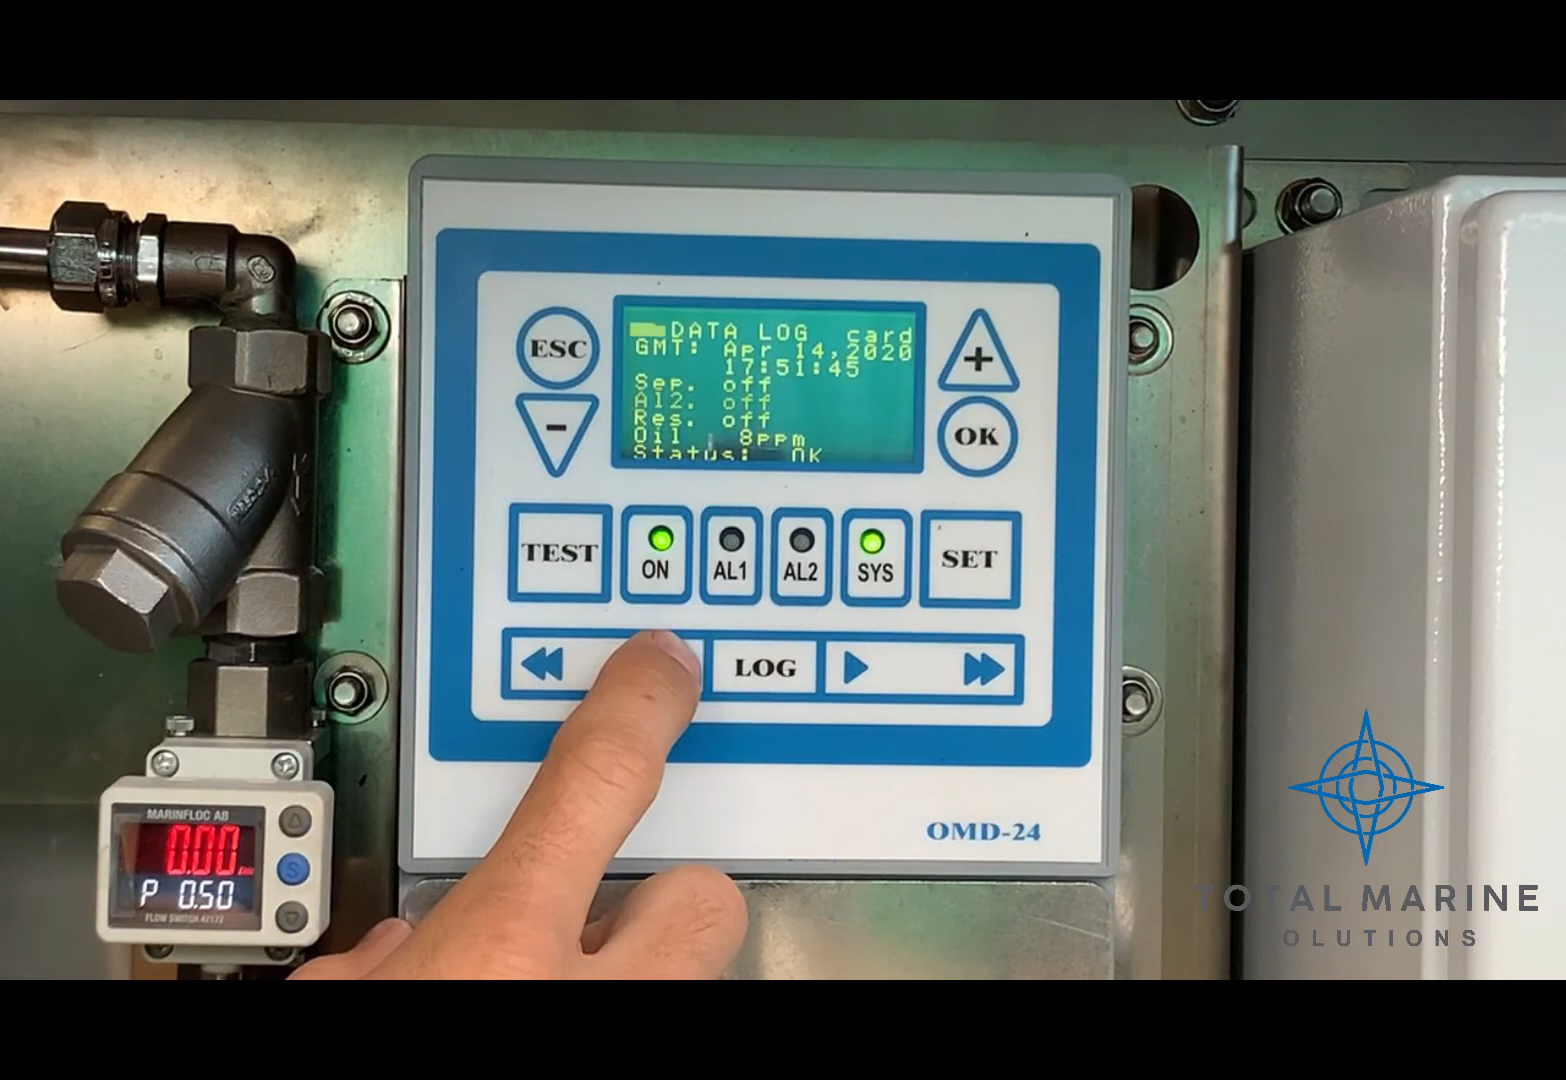 DATA LOG card
GMT: Apr 14,2020
17:51:45
Sep. off
Al2. off
Res. off
Oil 8ppm
Status: OK
ESC
-
+
OK
TEST
ON
AL1
AL2
SYS
SET
LOG
OMD-24
MARINFLOC AB
0.00
P 0.50
FLOW SWITCH 47172
S
TOTAL MARINE
SOLUTIONS